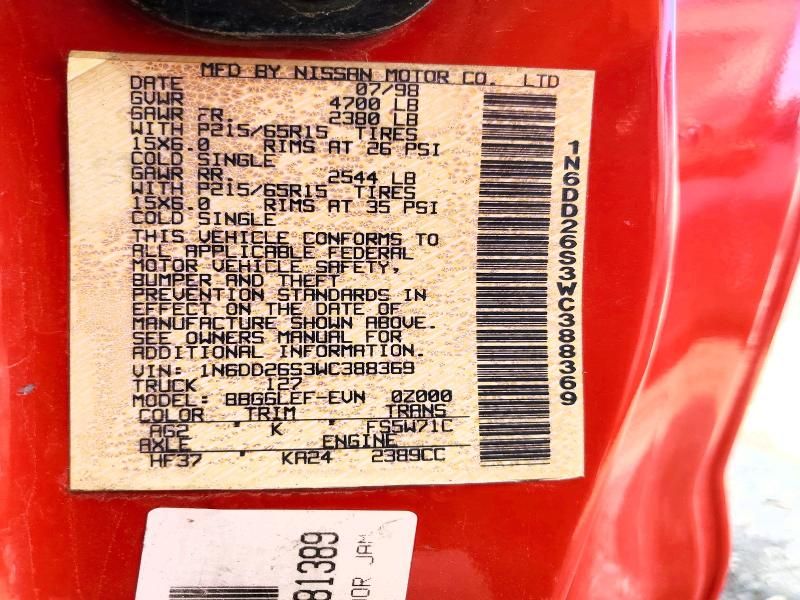 MFD BY NISSAN MOTOR CO. LTD
DATE 07/98
GVWR 4700 LB
GAWR FR. 2380 LB
WITH P215/65R15 TIRES
15X6.0 RIMS AT 26 PSI
COLD SINGLE
GAWR RR. 2544 LB
WITH P215/65R15 TIRES
15X6.0 RIMS AT 35 PSI
COLD SINGLE
THIS VEHICLE CONFORMS TO
ALL APPLICABLE FEDERAL
MOTOR VEHICLE SAFETY,
BUMPER AND THEFT
PREVENTION STANDARDS IN
EFFECT ON THE DATE OF
MANUFACTURE SHOWN ABOVE.
SEE OWNERS MANUAL FOR
ADDITIONAL INFORMATION.
VIN: 1N6DD26S3WC388369
TRUCK 127
MODEL: BBG6LEF-EVN 0Z000
COLOR TRIM TRANS
AG2 ' K ' FS5W71C
AXLE ENGINE
HF37 ' KA24 2389CC
1N6DD26S3WC388369
81389
OOR JAM